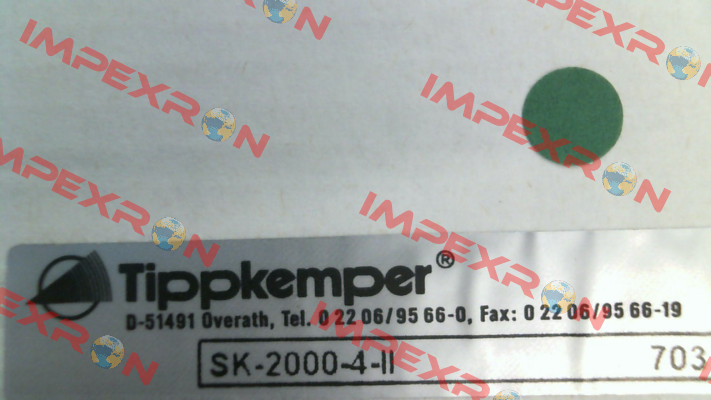 IMPEXRON
IMPEXRON
IMPEXRON
IMPEXRON
IMPEXRON
Tippkemper®
D-51491 Overath, Tel. 0 22 06/95 66-0, Fax: 0 22 06/95 66-19
SK-2000-4-II 703